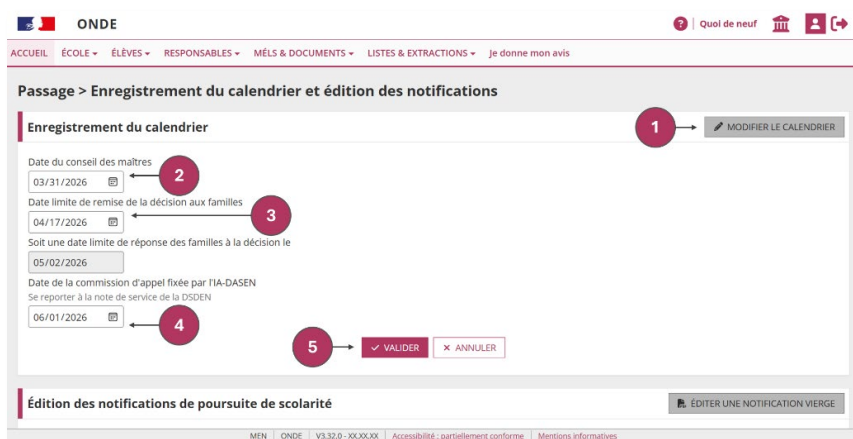 ONDE
? Quoi de neuf
ACCUEIL ÉCOLE ÉLÈVES RESPONSABLES MÉLS & DOCUMENTS LISTES & EXTRACTIONS Je donne mon avis
Passage > Enregistrement du calendrier et édition des notifications
Enregistrement du calendrier
1
MODIFIER LE CALENDRIER
Date du conseil des maîtres
03/31/2026
2
Date limite de remise de la décision aux familles
04/17/2026
3
Soit une date limite de réponse des familles à la décision le
05/02/2026
Date de la commission d'appel fixée par l'IA-DASEN
Se reporter à la note de service de la DSDEN
06/01/2026
4
5
VALIDER
ANNULER
Édition des notifications de poursuite de scolarité
ÉDITER UNE NOTIFICATION VIERGE
MEN ONDE V3.32.0 - XX.XX.XX Accessibilité : partiellement conforme Mentions informatives